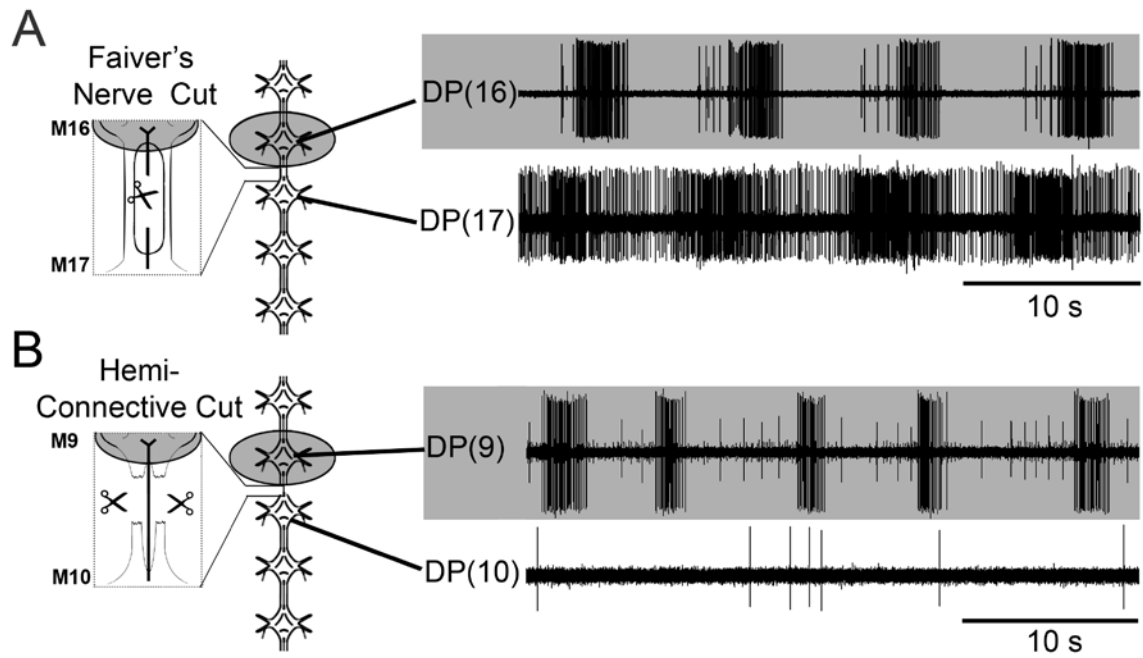 A
Faiver's
Nerve Cut
M16
M17
DP(16)
DP(17)
10 s
B
Hemi-
Connective Cut
M9
M10
DP(9)
DP(10)
10 s